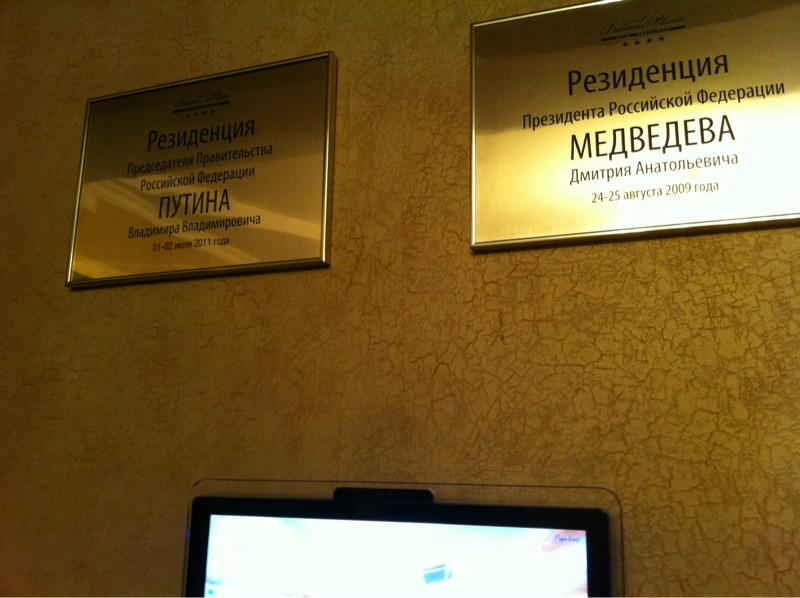 Резиденция
Председателя Правительства
Российской Федерации
ПУТИНА
Владимира Владимировича
01-02 июля 2011 года
Резиденция
Президента Российской Федерации
МЕДВЕДЕВА
Дмитрия Анатольевича
24-25 августа 2009 года